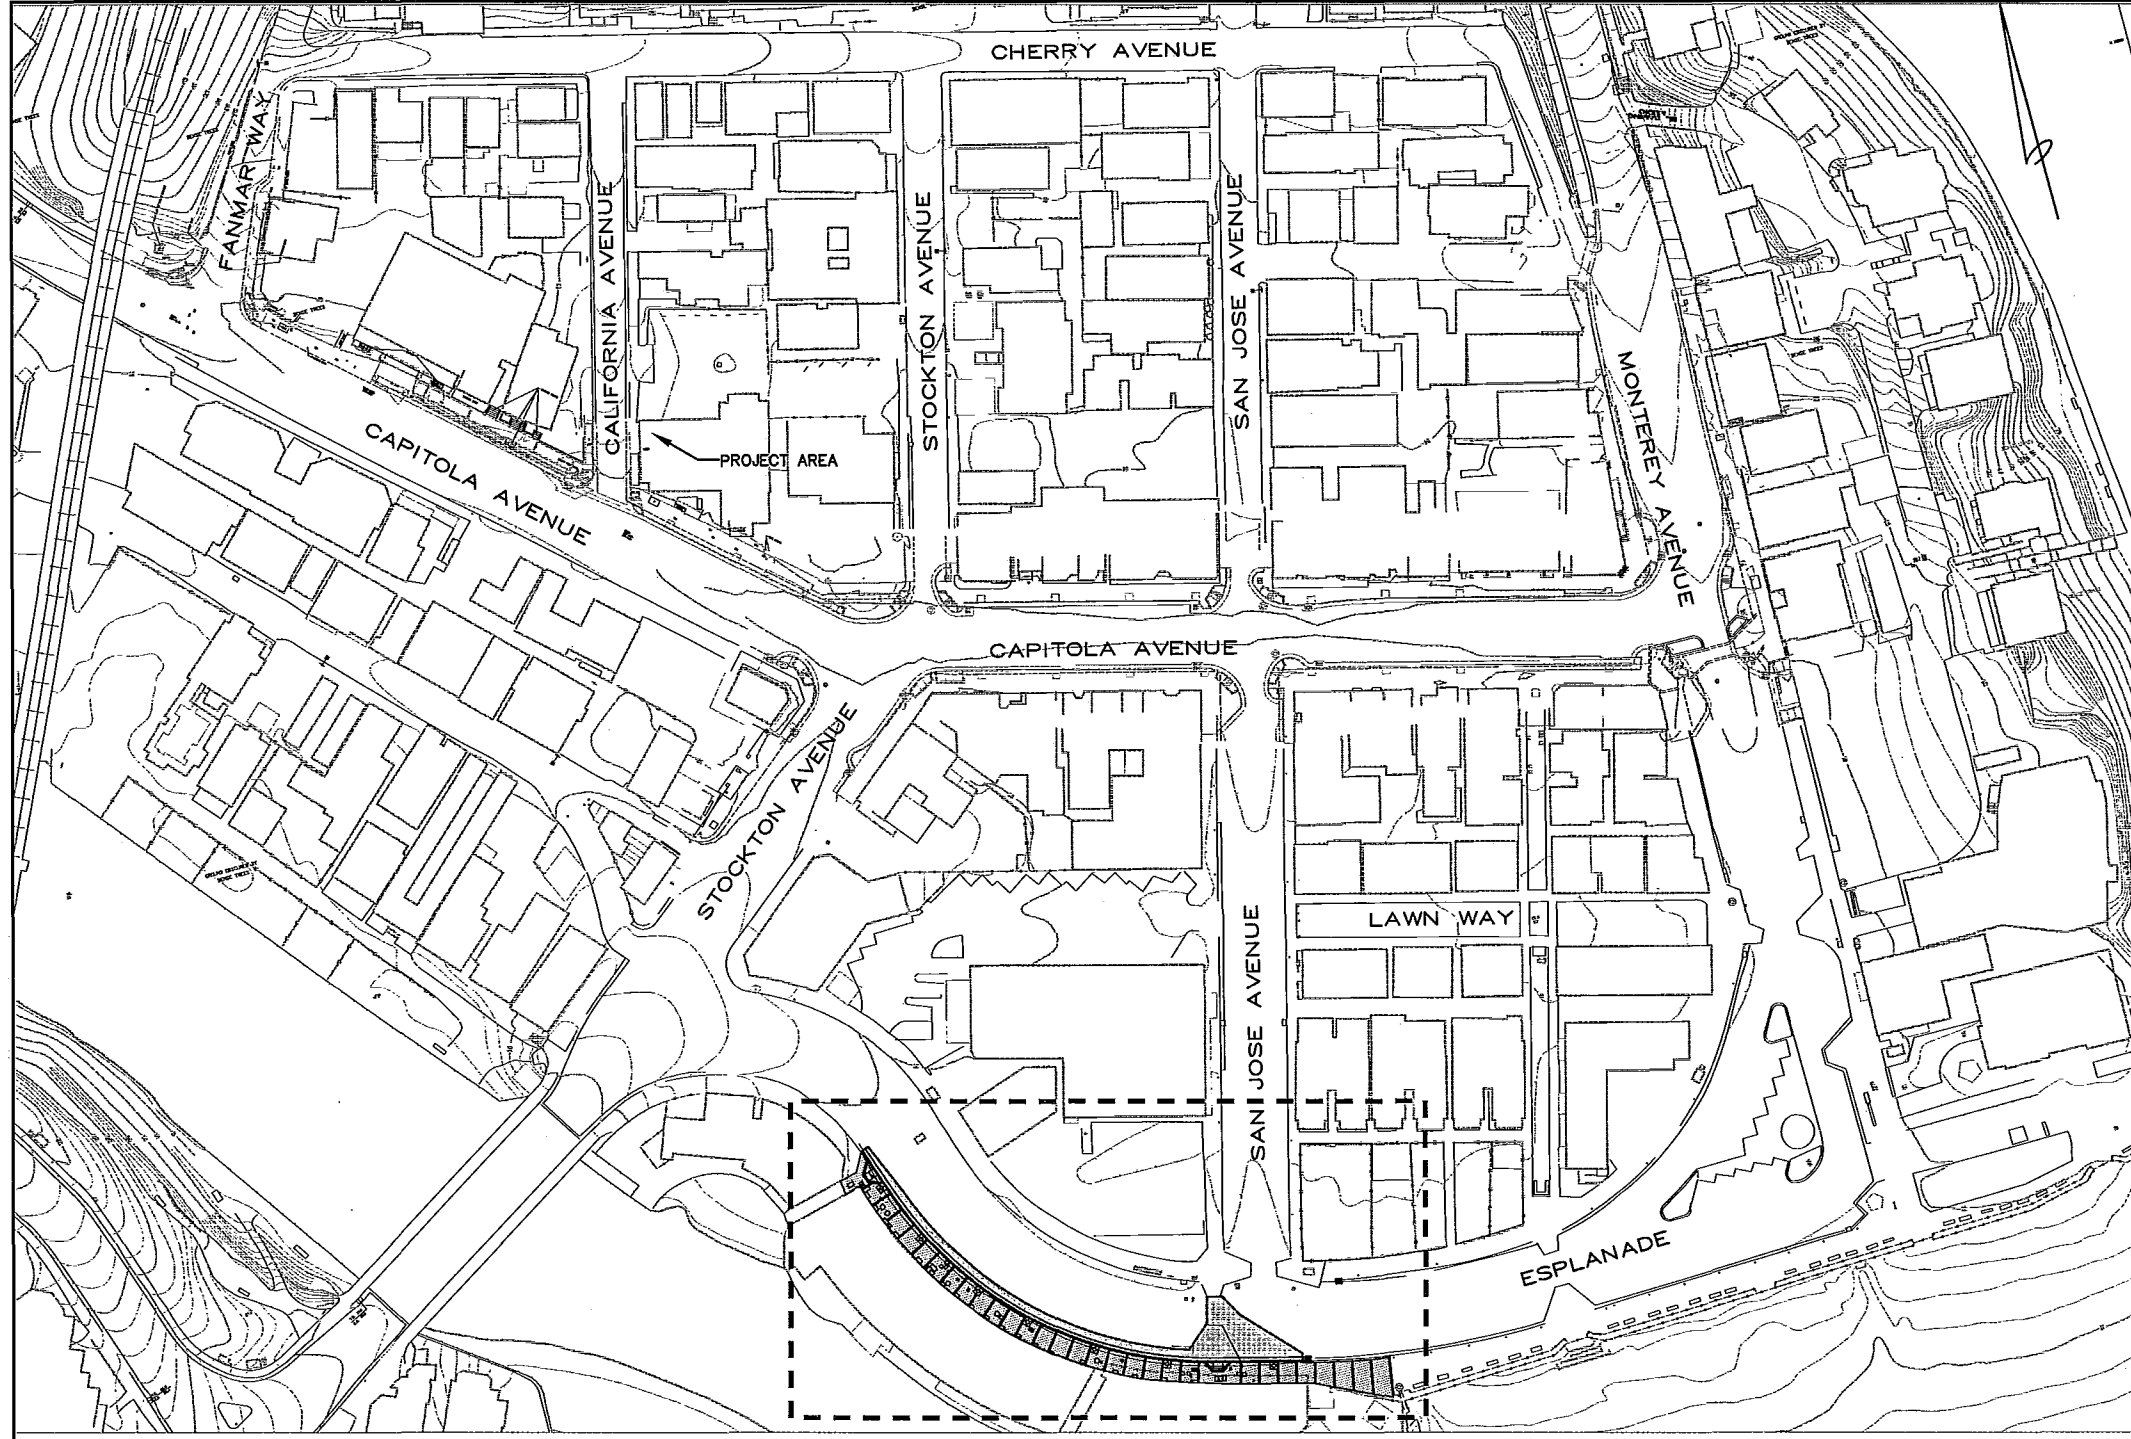 CHERRY AVENUE
FANMAR WAY
CALIFORNIA AVENUE
STOCKTON AVENUE
SAN JOSE AVENUE
MONTEREY AVENUE
CAPITOLA AVENUE
PROJECT AREA
CAPITOLA AVENUE
STOCKTON AVENUE
LAWN WAY
SAN JOSE AVENUE
ESPLANADE